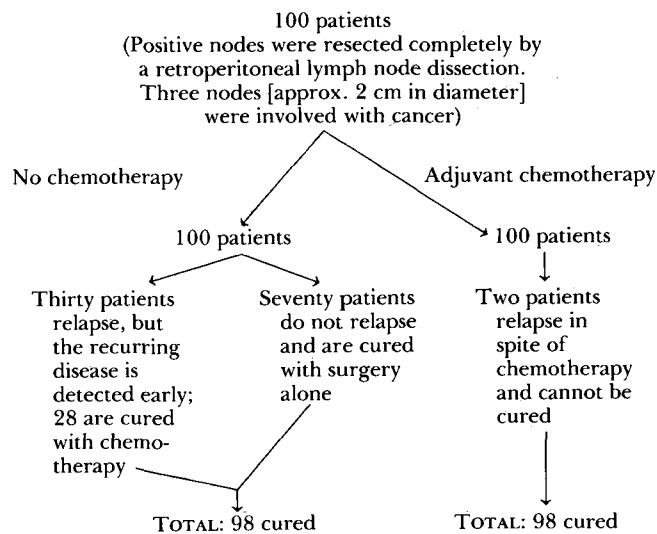 100 patients
(Positive nodes were resected completely by
a retroperitoneal lymph node dissection.
Three nodes [approx. 2 cm in diameter]
were involved with cancer)
No chemotherapy
Adjuvant chemotherapy
100 patients
100 patients
Thirty patients
relapse, but
the recurring
disease is
detected early;
28 are cured
with chemo-
therapy
Seventy patients
do not relapse
and are cured
with surgery
alone
Two patients
relapse in
spite of
chemotherapy
and cannot be
cured
TOTAL: 98 cured
TOTAL: 98 cured